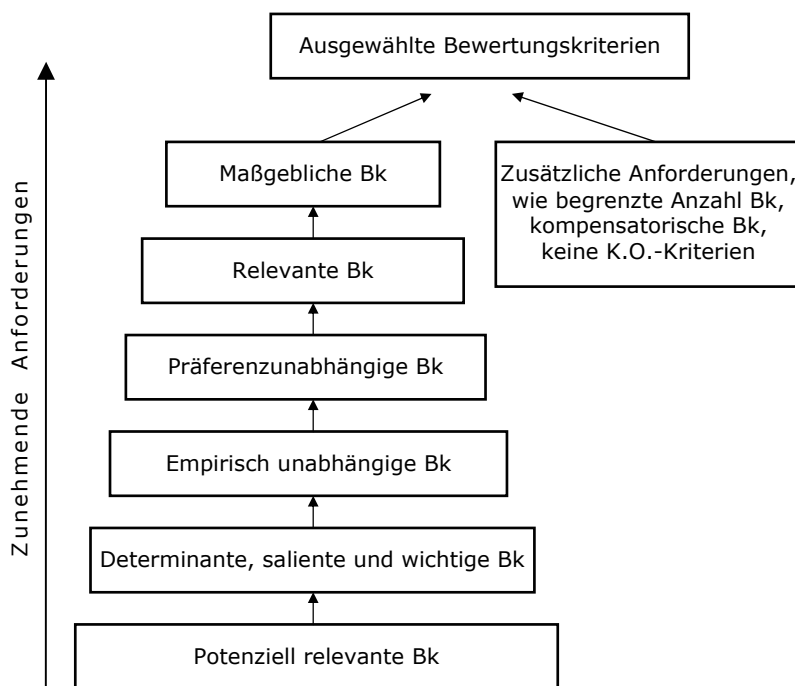 Ausgewählte Bewertungskriterien
Maßgebliche Bk
Zusätzliche Anforderungen,
wie begrenzte Anzahl Bk,
kompensatorische Bk,
keine K.O.-Kriterien
Relevante Bk
Präferenzunabhängige Bk
Empirisch unabhängige Bk
Determinante, saliente und wichtige Bk
Potenziell relevante Bk
Zunehmende Anforderungen